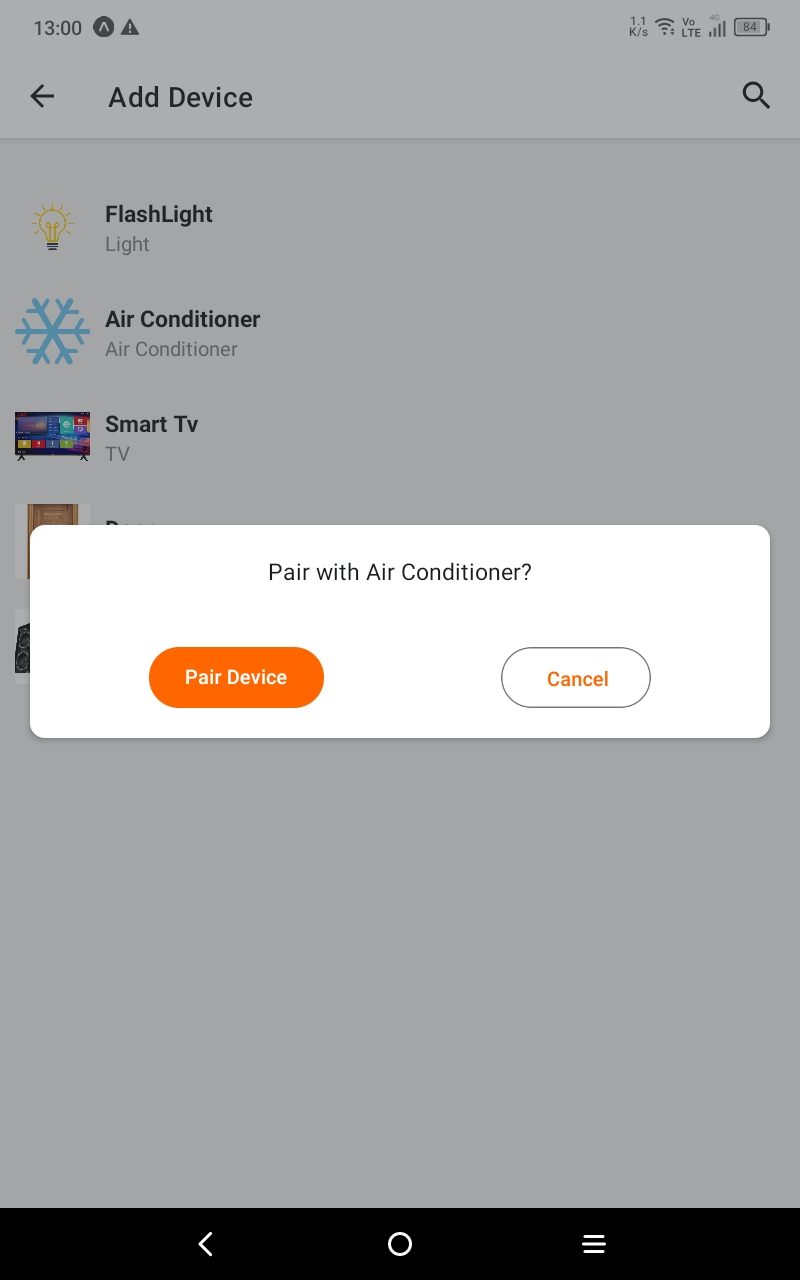 13:00
1.1
K/s
Vo
LTE
4G
84
Add Device
FlashLight
Light
Air Conditioner
Air Conditioner
Smart Tv
TV
Pair with Air Conditioner?
Pair Device
Cancel